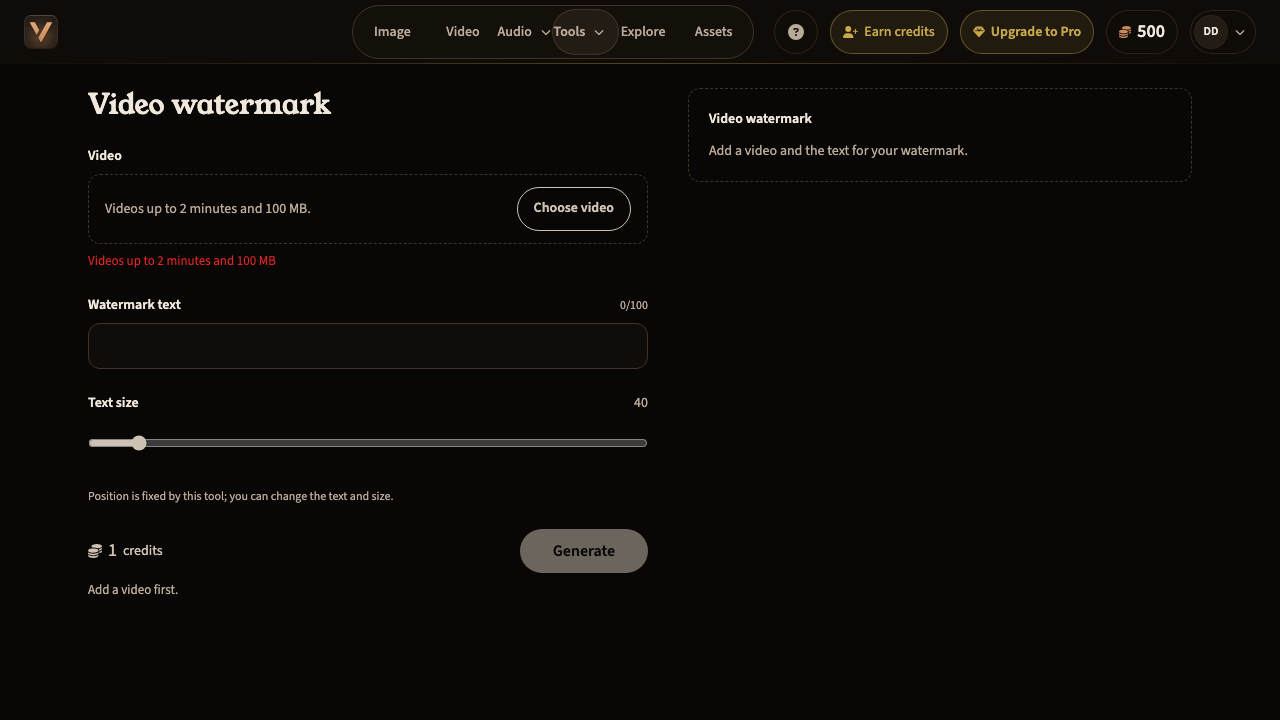 Image Video Audio Tools Explore Assets ? Earn credits Upgrade to Pro 500 DD
Video watermark
Video
Videos up to 2 minutes and 100 MB. Choose video
Videos up to 2 minutes and 100 MB
Watermark text 0/100
Text size 40
Position is fixed by this tool; you can change the text and size.
1 credits Generate
Add a video first.
Video watermark
Add a video and the text for your watermark.